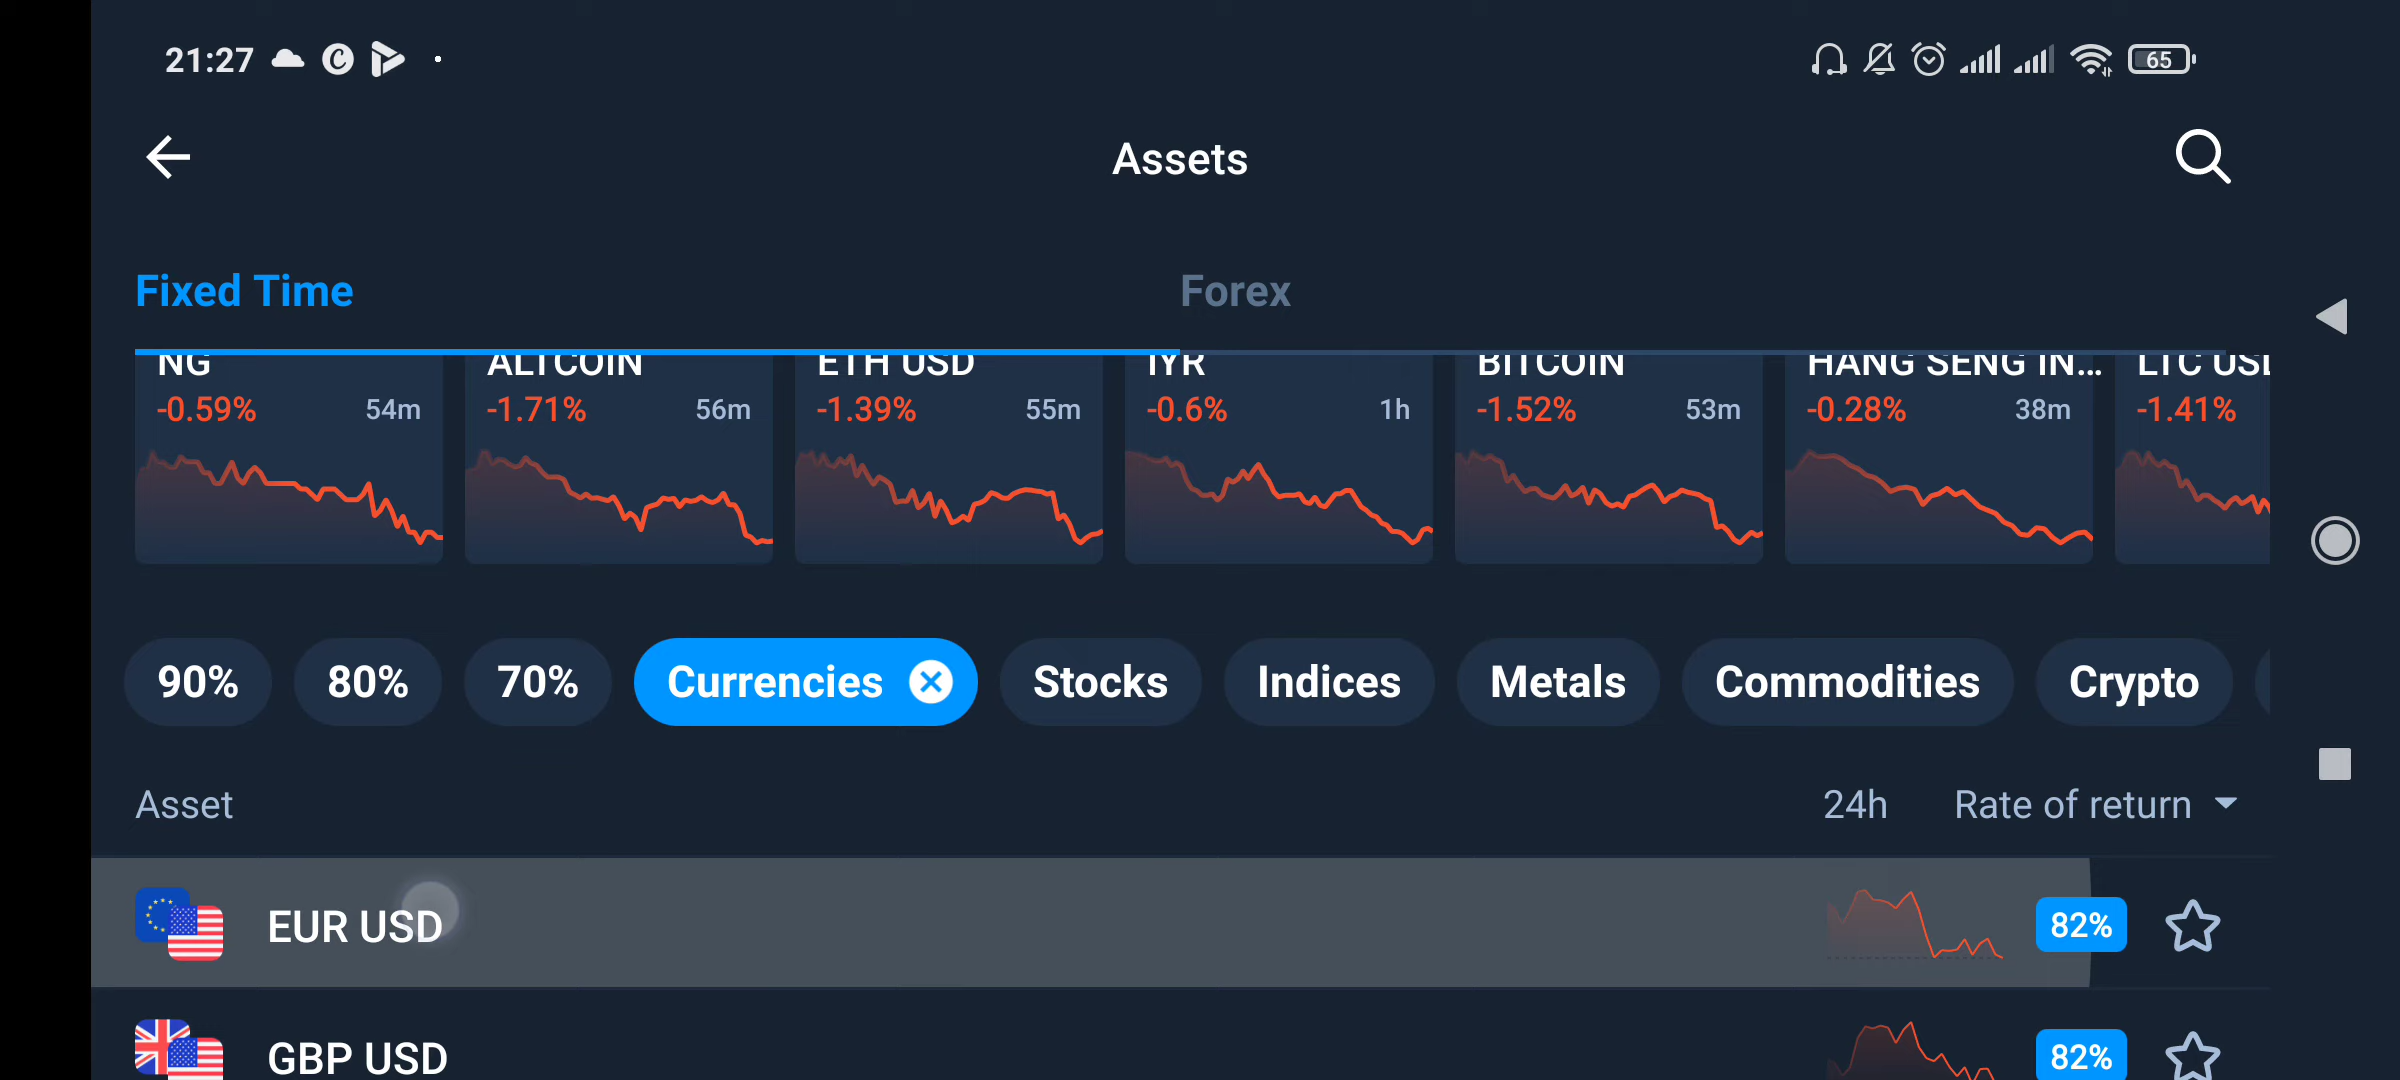 21:27
65
Assets
Fixed Time
Forex
NG
-0.59% 54m
ALTCOIN
-1.71% 56m
ETH USD
-1.39% 55m
IYR
-0.6% 1h
BITCOIN
-1.52% 53m
HANG SENG IN...
-0.28% 38m
LTC USD
-1.41%
90% 80% 70% Currencies Stocks Indices Metals Commodities Crypto
Asset 24h Rate of return
EUR USD 82%
GBP USD 82%